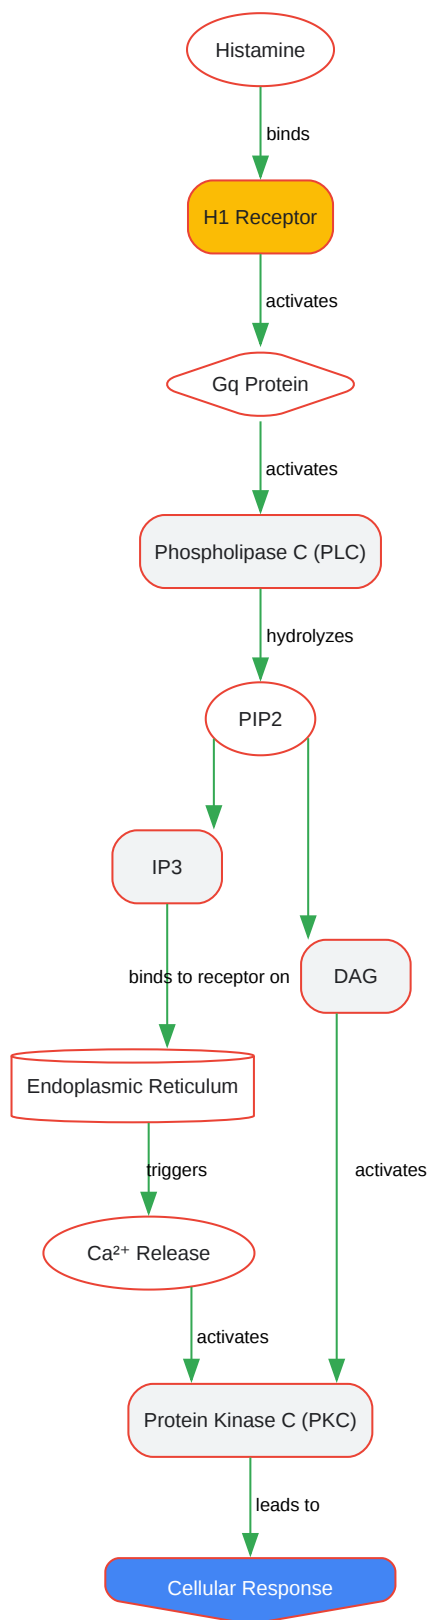 Histamine
binds
H1 Receptor
activates
Gq Protein
activates
Phospholipase C (PLC)
hydrolyzes
PIP2
IP3
binds to receptor on
DAG
Endoplasmic Reticulum
triggers
activates
Ca²⁺ Release
activates
Protein Kinase C (PKC)
leads to
Cellular Response